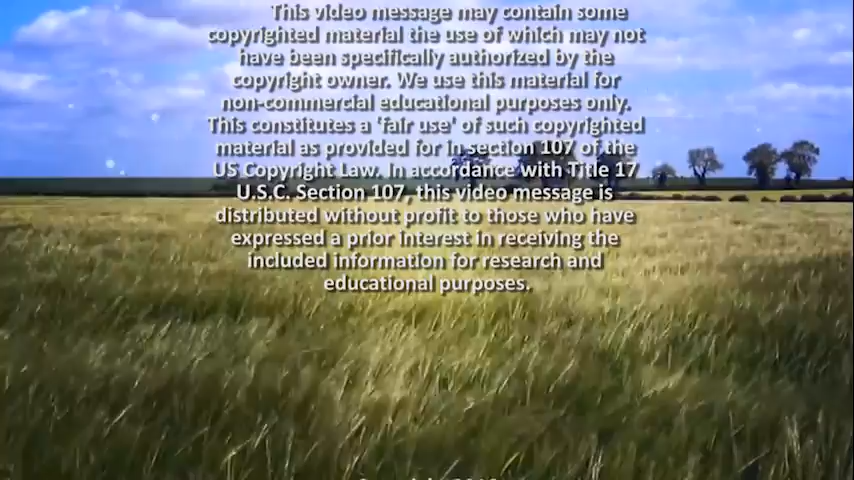 This video message may contain some
copyrighted material the use of which may not
have been specifically authorized by the
copyright owner. We use this material for
non-commercial educational purposes only.
This constitutes a 'fair use' of such copyrighted
material as provided for in section 107 of the
US Copyright Law. In accordance with Title 17
U.S.C. Section 107, this video message is
distributed without profit to those who have
expressed a prior interest in receiving the
included information for research and
educational purposes.